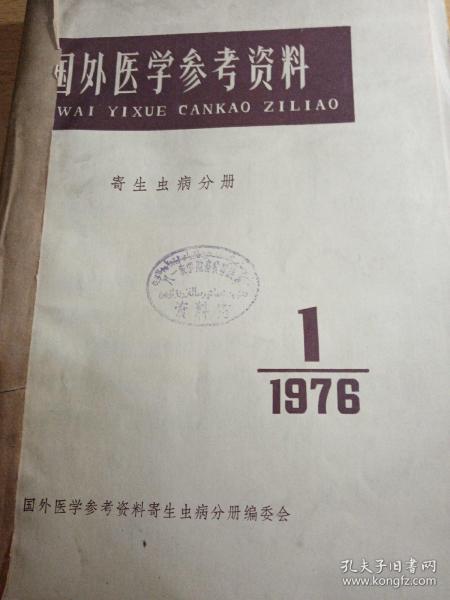 国外医学参考资料
WAI YIXUE CANKAO ZILIAO
寄生虫病分册
资料
1
1976
国外医学参考资料寄生虫病分册编委会
孔夫子旧书网
www.kongfz.com